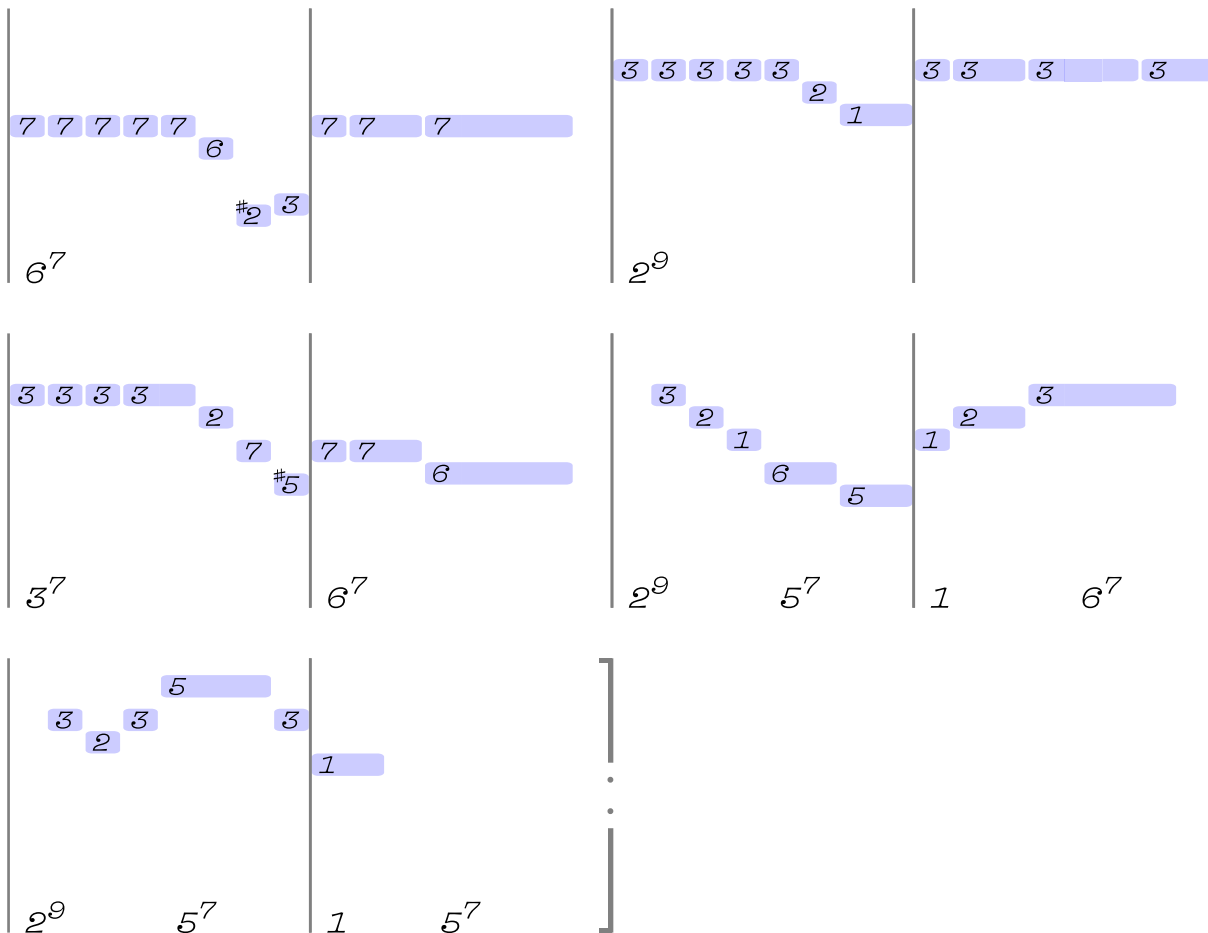 3 3 3 3 3 2 1 3 3 3 3
7 7 7 7 7 6 #2 3 7 7 7
6⁷ 2⁹
3 3 3 3 2 7 #5 7 7 6
3 2 1 6 5 1 2 3
3⁷ 6⁷ 2⁹ 5⁷ 1 6⁷
3 2 3 5 3 1
2⁹ 5⁷ 1 5⁷